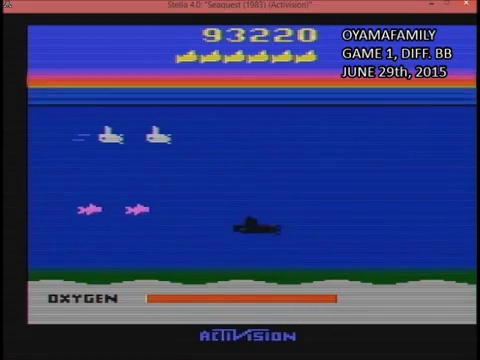 Stella 4.0: "Seaquest (1983) (Activision)"
93220
OYAMAFAMILY
GAME 1, DIFF. BB
JUNE 29th, 2015
OXYGEN
ACTIVISION